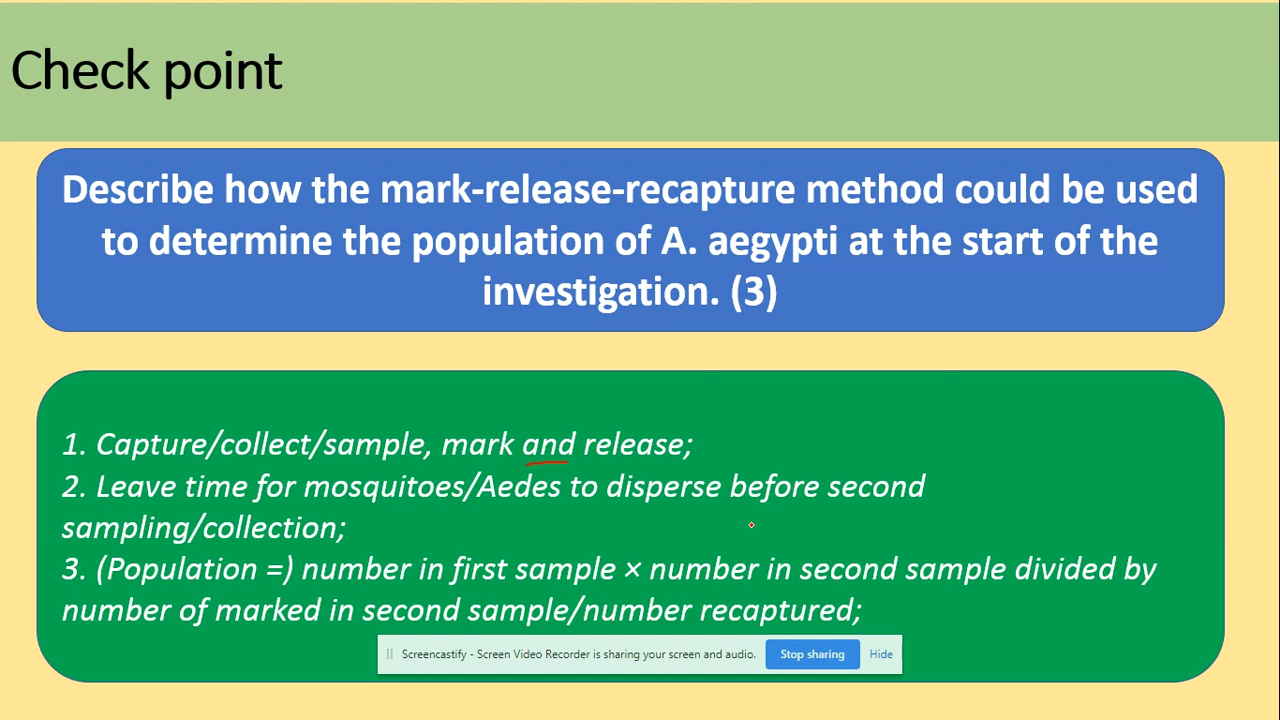 Check point
Describe how the mark-release-recapture method could be used
to determine the population of A. aegypti at the start of the
investigation. (3)
1. Capture/collect/sample, mark and release;
2. Leave time for mosquitoes/Aedes to disperse before second
sampling/collection;
3. (Population =) number in first sample × number in second sample divided by
number of marked in second sample/number recaptured;
Screencastify - Screen Video Recorder is sharing your screen and audio. Stop sharing Hide